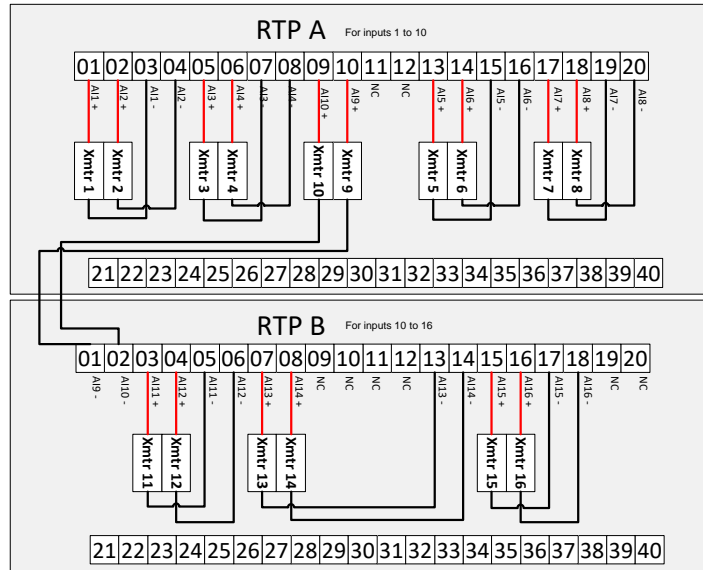 RTP A For inputs 1 to 10
01 02 03 04 05 06 07 08 09 10 11 12 13 14 15 16 17 18 19 20
AI1 + AI2 + AI1 - AI2 - AI3 + AI4 + AI3 - AI4 - AI10 + AI9 + NC NC AI5 + AI6 + AI5 - AI6 - AI7 + AI8 + AI7 - AI8 -
Xmtr 1 Xmtr 2 Xmtr 3 Xmtr 4 Xmtr 10 Xmtr 9 Xmtr 5 Xmtr 6 Xmtr 7 Xmtr 8
21 22 23 24 25 26 27 28 29 30 31 32 33 34 35 36 37 38 39 40
RTP B For inputs 10 to 16
01 02 03 04 05 06 07 08 09 10 11 12 13 14 15 16 17 18 19 20
AI9 - AI10 - AI11 + AI12 + AI11 - AI12 - AI13 + AI14 + NC NC NC NC AI13 - AI14 - AI15 + AI16 + AI15 - AI16 - NC NC
Xmtr 11 Xmtr 12 Xmtr 13 Xmtr 14 Xmtr 15 Xmtr 16
21 22 23 24 25 26 27 28 29 30 31 32 33 34 35 36 37 38 39 40